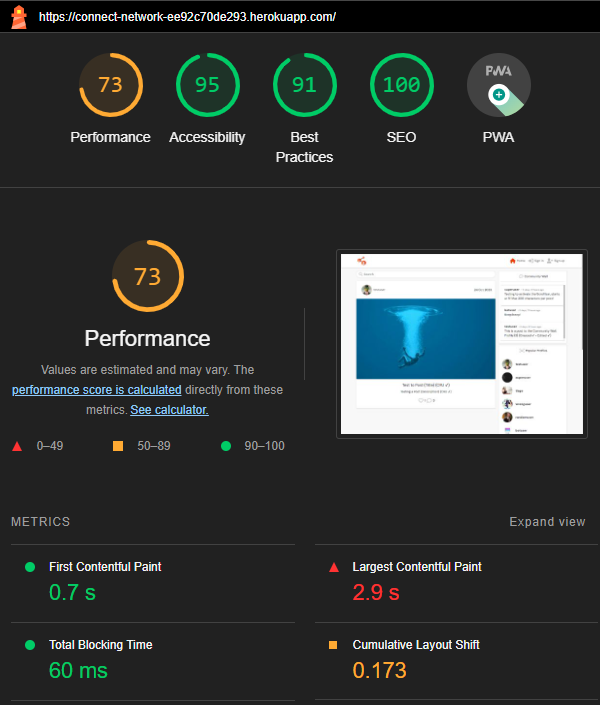 https://connect-network-ee92c70de293.herokuapp.com/
73
95
91
100
PWA
Performance
Accessibility
Best
Practices
SEO
PWA
73
Performance
Values are estimated and may vary. The
performance score is calculated directly from these
metrics. See calculator.
0–49
50–89
90–100
METRICS
Expand view
First Contentful Paint
0.7 s
Largest Contentful Paint
2.9 s
Total Blocking Time
60 ms
Cumulative Layout Shift
0.173